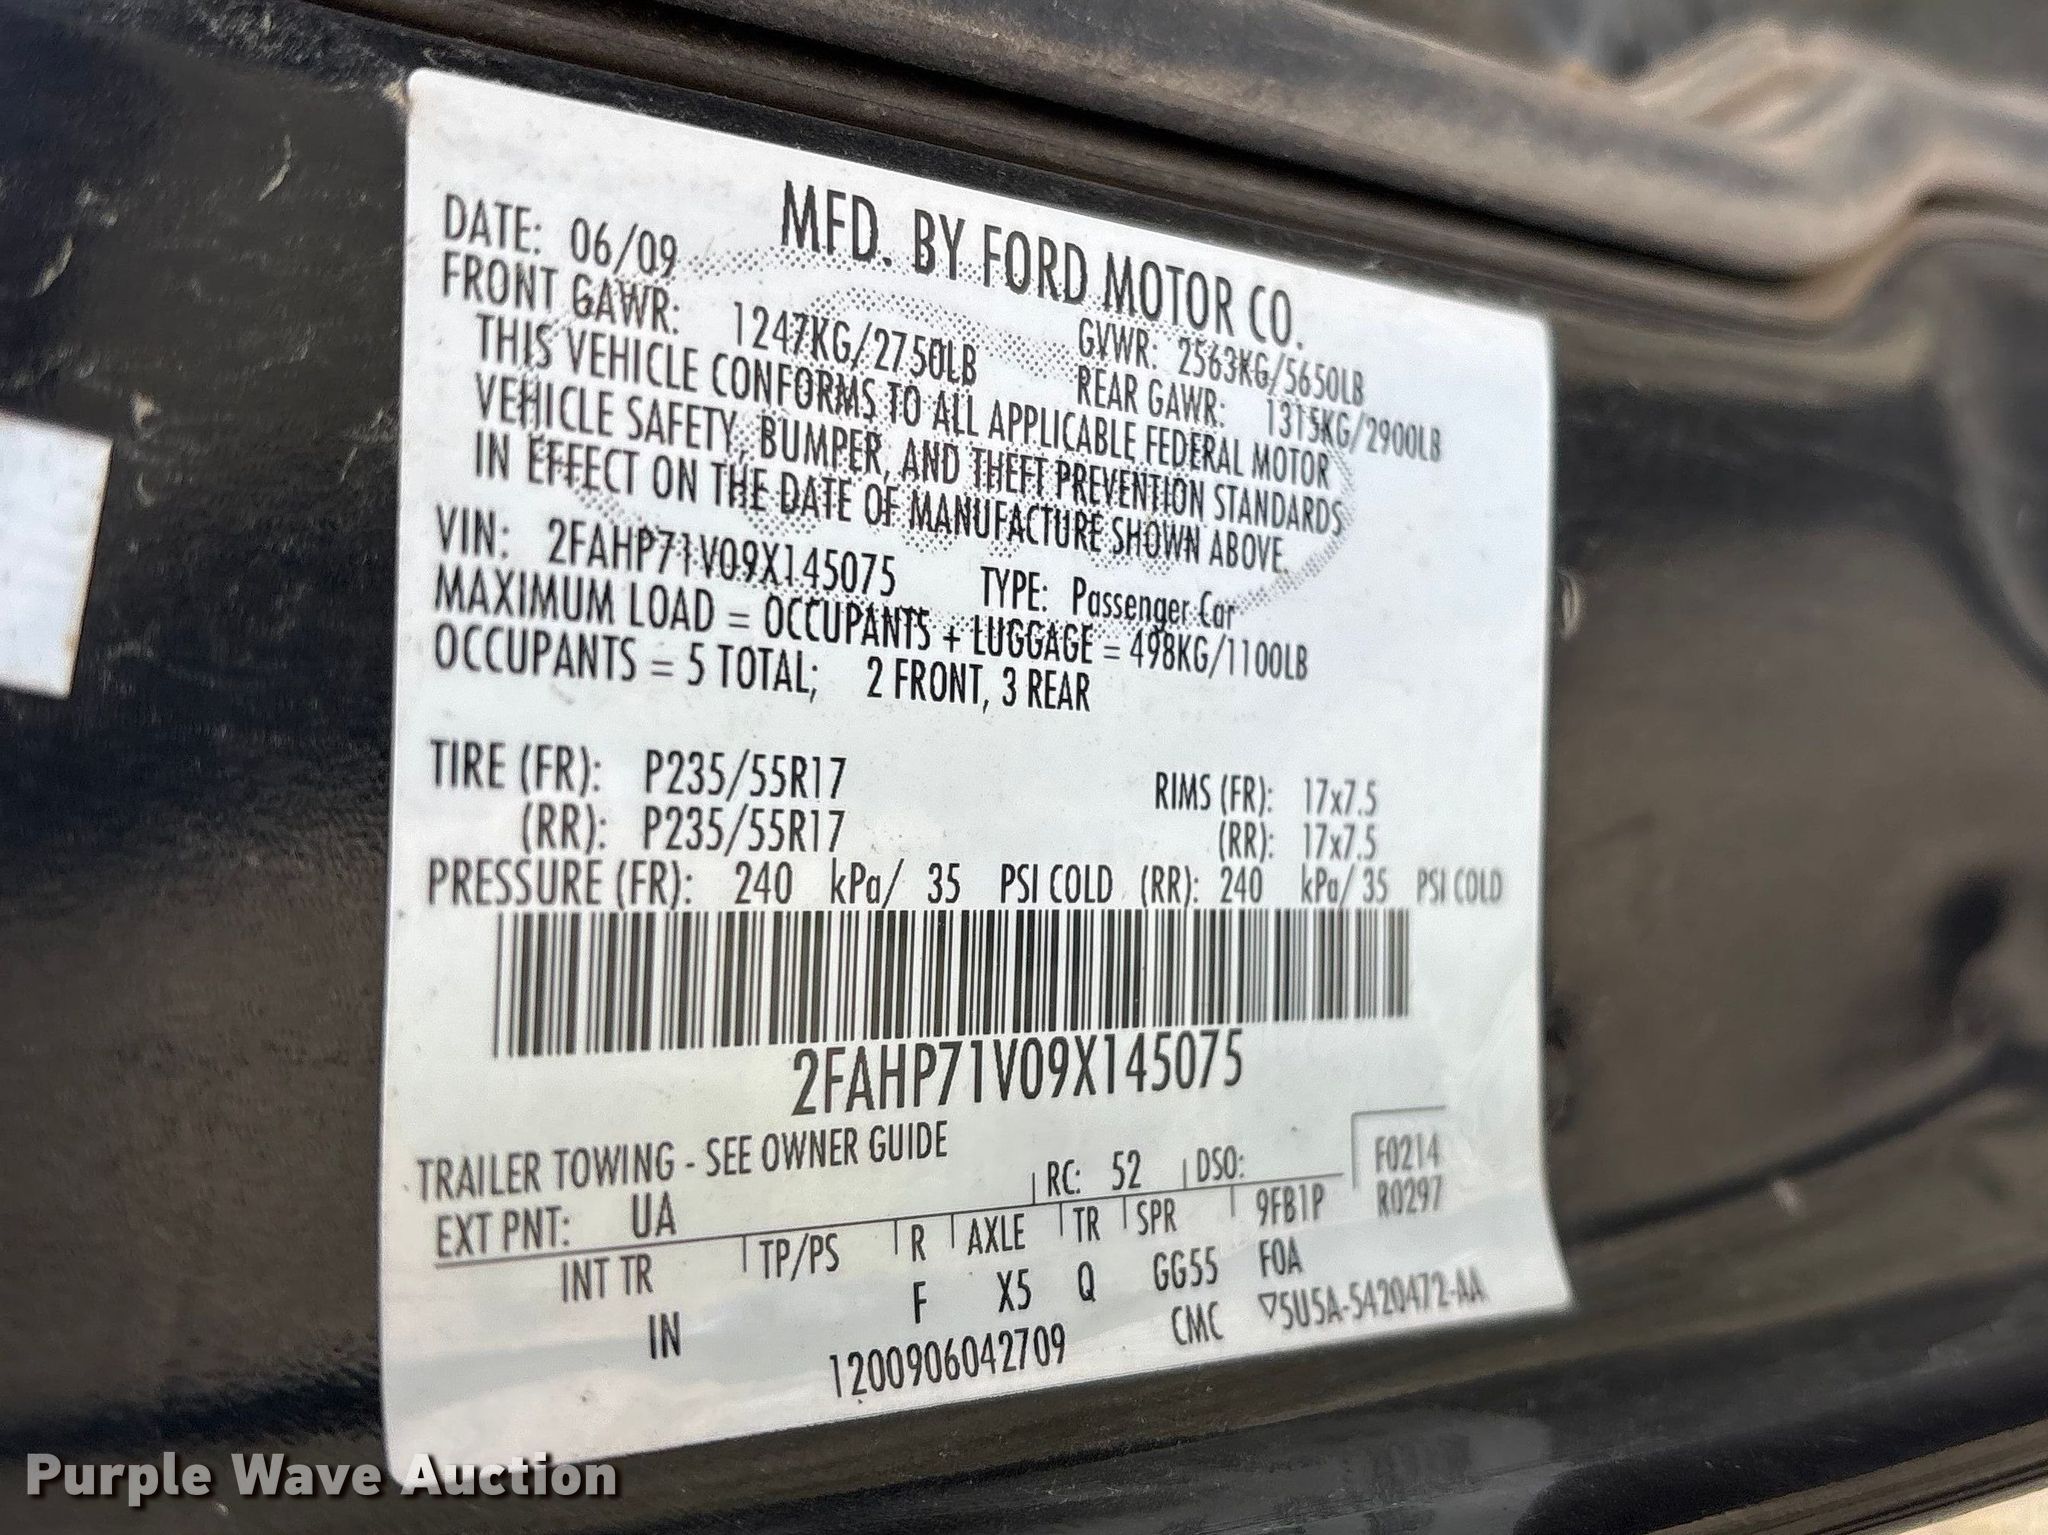 MFD. BY FORD MOTOR CO.
DATE: 06/09 GVWR: 2563KG/5650LB
FRONT GAWR: 1247KG/2750LB REAR GAWR: 1315KG/2900LB
THIS VEHICLE CONFORMS TO ALL APPLICABLE FEDERAL MOTOR
VEHICLE SAFETY, BUMPER, AND THEFT PREVENTION STANDARDS
IN EFFECT ON THE DATE OF MANUFACTURE SHOWN ABOVE.
VIN: 2FAHP71V09X145075 TYPE: Passenger Car
MAXIMUM LOAD = OCCUPANTS + LUGGAGE = 498KG/1100LB
OCCUPANTS = 5 TOTAL; 2 FRONT, 3 REAR
TIRE (FR): P235/55R17 RIMS (FR): 17x7.5
(RR): P235/55R17 (RR): 17x7.5
PRESSURE (FR): 240 kPa/ 35 PSI COLD (RR): 240 kPa/ 35 PSI COLD
2FAHP71V09X145075
TRAILER TOWING - SEE OWNER GUIDE
EXT PNT: UA RC: 52 DSO: F0214
INT TR TP/PS R AXLE TR SPR 9FB1P R0297
IN F X5 Q GG55 FOA
1200906042709 CMC ▽5U5A-5420472-AA
Purple Wave Auction